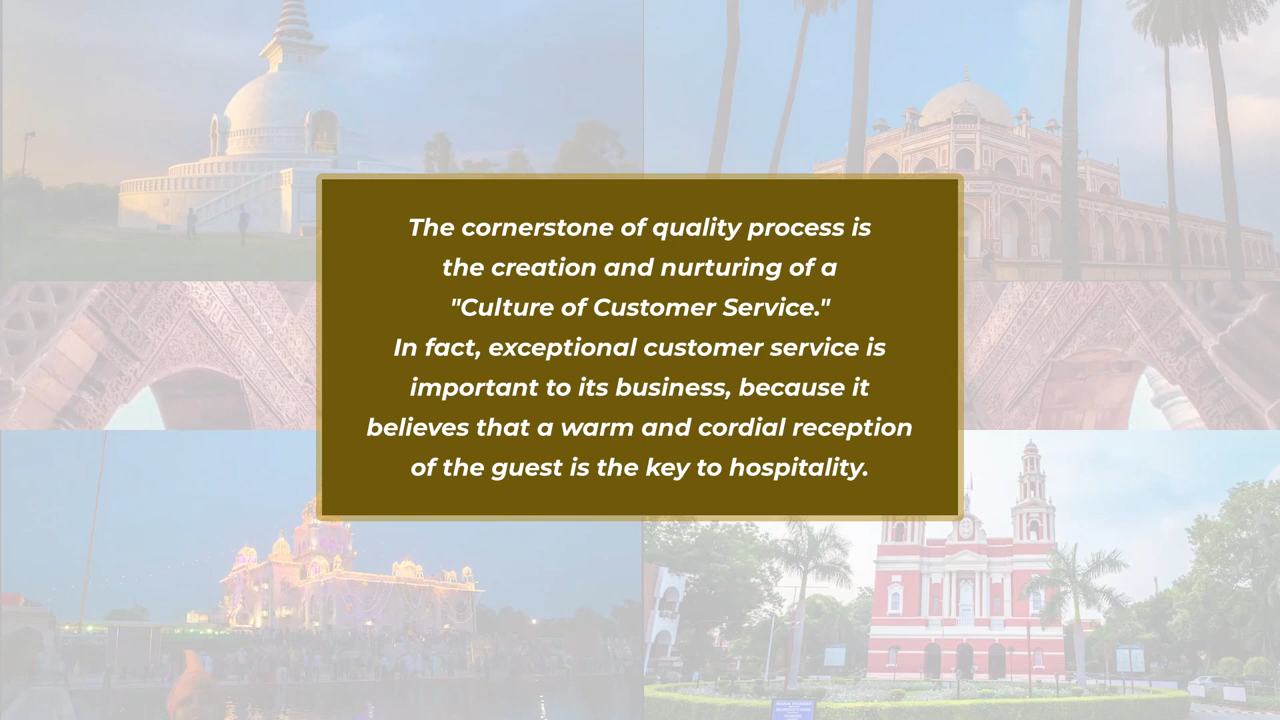 The cornerstone of quality process is
the creation and nurturing of a
"Culture of Customer Service."
In fact, exceptional customer service is
important to its business, because it
believes that a warm and cordial reception
of the guest is the key to hospitality.